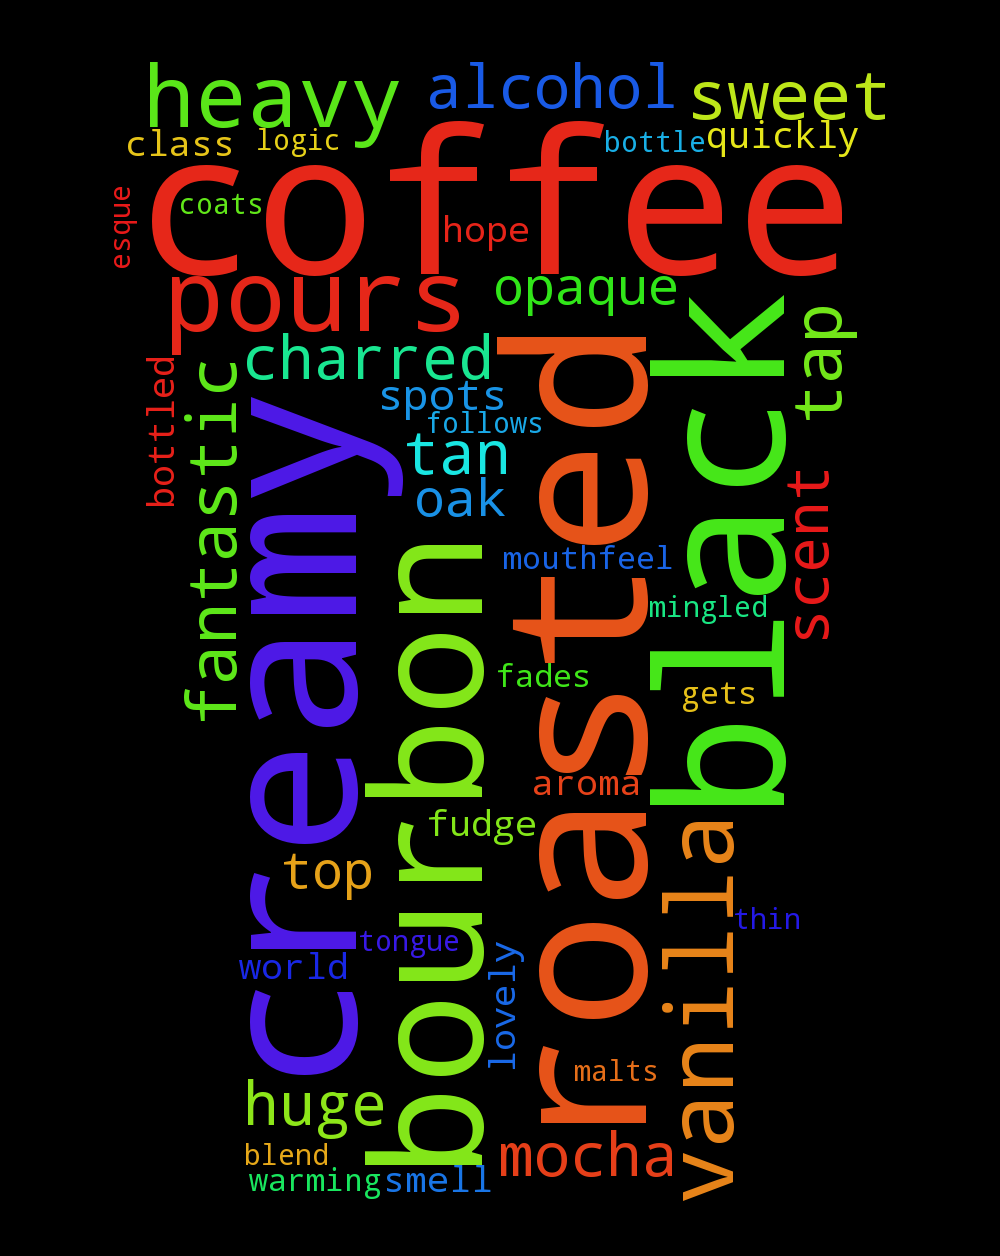 heavy alcohol sweet
class logic bottle quickly
coffee
coats
esque
hope
pours opaque
tap
charred
black
roasted
bottled
fantastic
spots
follows
tan
creamy
oak
scent
bourbon
mouthfeel
mingled
fades
gets
aroma
fudge
vanilla
top
thin
tongue
world
lovely
malts
huge
mocha
blend
warming smell